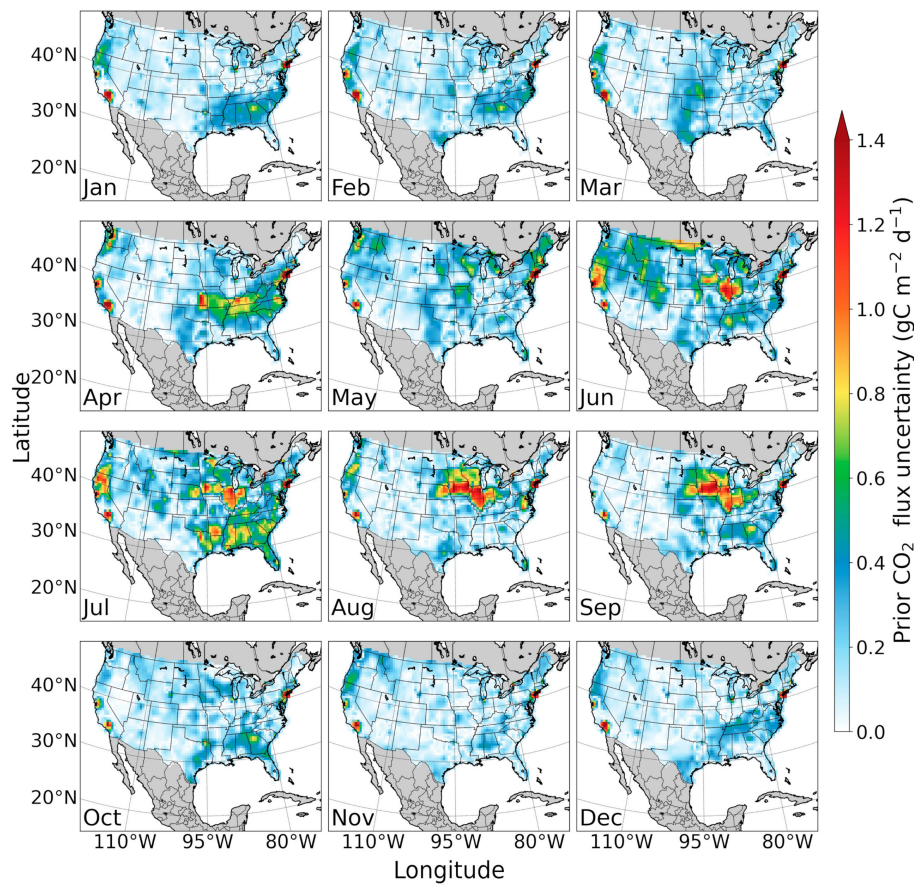 40°N
30°N
20°N
Jan
Feb
Mar
40°N
30°N
20°N
Apr
May
Jun
40°N
30°N
20°N
Jul
Aug
Sep
40°N
30°N
20°N
Oct
Nov
Dec
110°W 95°W 80°W 110°W 95°W 80°W 110°W 95°W 80°W
Longitude
Latitude
1.4
1.2
1.0
0.8
0.6
0.4
0.2
0.0
Prior CO₂ flux uncertainty (gC m⁻² d⁻¹)